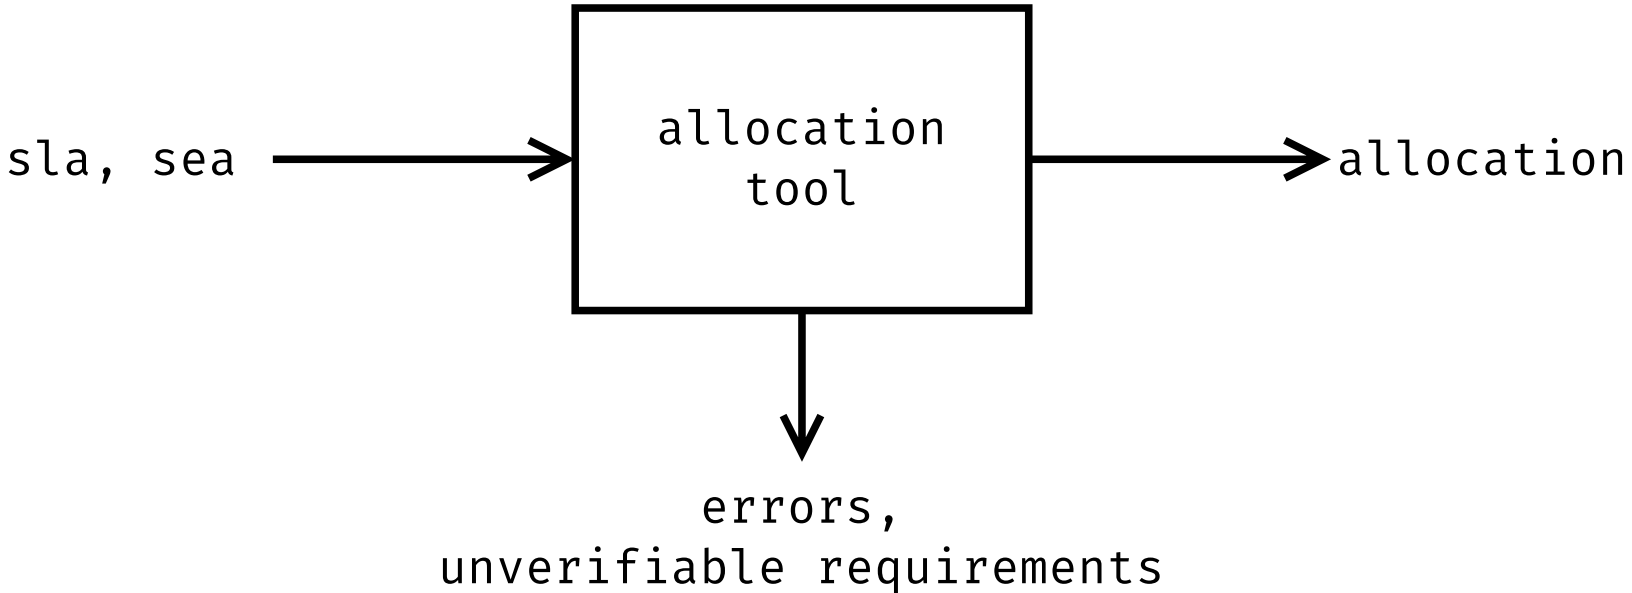 sla, sea
allocation
tool
allocation
errors,
unverifiable requirements